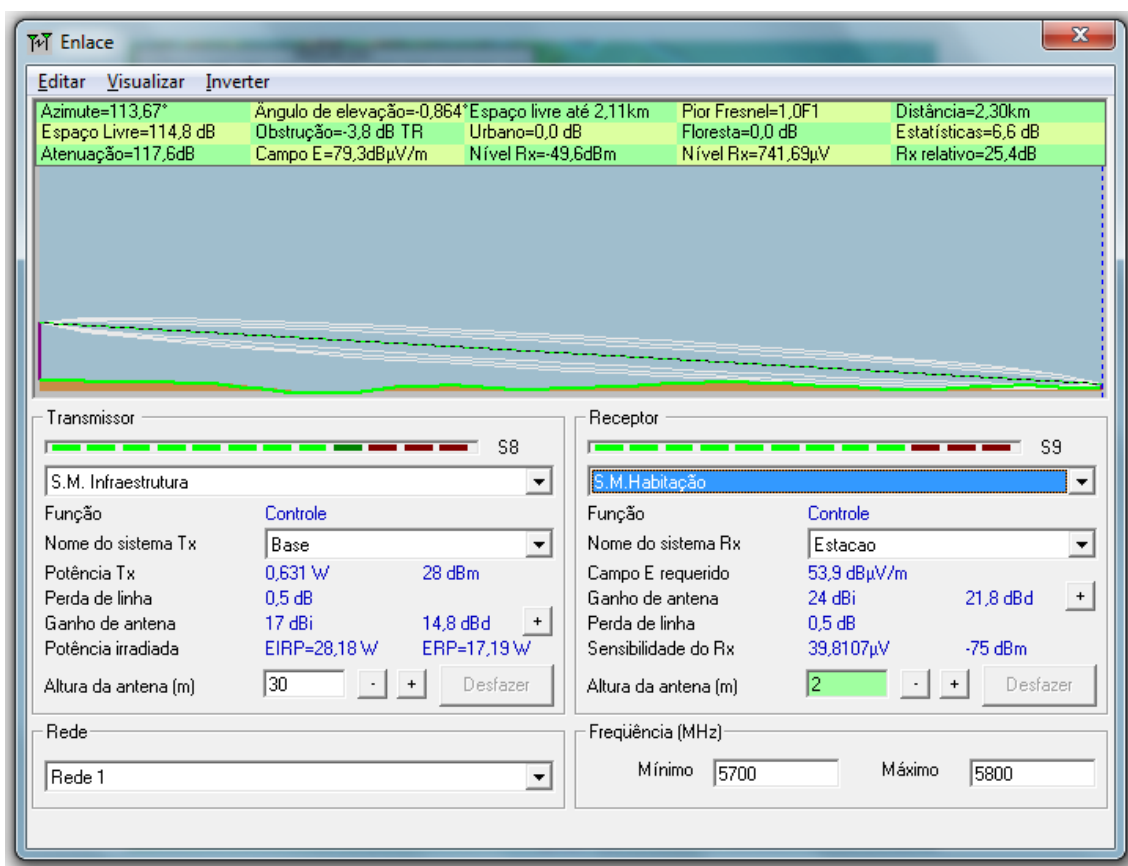 Enlace
Editar Visualizar Inverter
Azimute=113,67° Ângulo de elevação=-0,864° Espaço livre até 2,11km Pior Fresnel=1,0F1 Distância=2,30km
Espaço Livre=114,8 dB Obstrução=-3,8 dB TR Urbano=0,0 dB Floresta=0,0 dB Estatísticas=6,6 dB
Atenuação=117,6dB Campo E=79,3dBµV/m Nível Rx=-49,6dBm Nível Rx=741,69µV Rx relativo=25,4dB
Transmissor
S8
S.M. Infraestrutura
Função Controle
Nome do sistema Tx Base
Potência Tx 0,631 W 28 dBm
Perda de linha 0,5 dB
Ganho de antena 17 dBi 14,8 dBd +
Potência irradiada EIRP=28,18 W ERP=17,19 W
Altura da antena (m) 30 - + Desfazer
Receptor
S9
S.M.Habitação
Função Controle
Nome do sistema Rx Estacao
Campo E requerido 53,9 dBµV/m
Ganho de antena 24 dBi 21,8 dBd +
Perda de linha 0,5 dB
Sensibilidade do Rx 39,8107µV -75 dBm
Altura da antena (m) 2 - + Desfazer
Rede
Rede 1
Freqüência (MHz)
Mínimo 5700 Máximo 5800